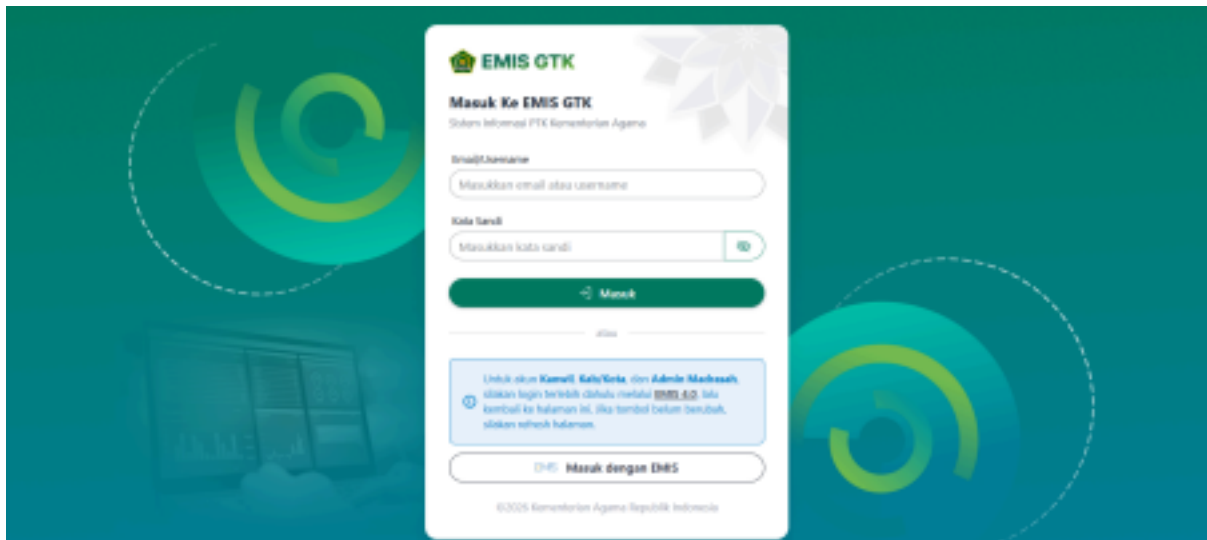 EMIS GTK
Masuk Ke EMIS GTK
Sistem Informasi PTK Kementerian Agama
Email/Username
Masukkan email atau username
Kata Sandi
Masukkan kata sandi
Masuk
Atau
Untuk akun Kanwil, Kab/Kota, dan Admin Madrasah,
silakan login terlebih dahulu melalui EMIS 4.0, lalu
kembali ke halaman ini. Jika tombol belum berubah,
silakan refresh halaman.
EMIS Masuk dengan EMIS
©2025 Kementerian Agama Republik Indonesia